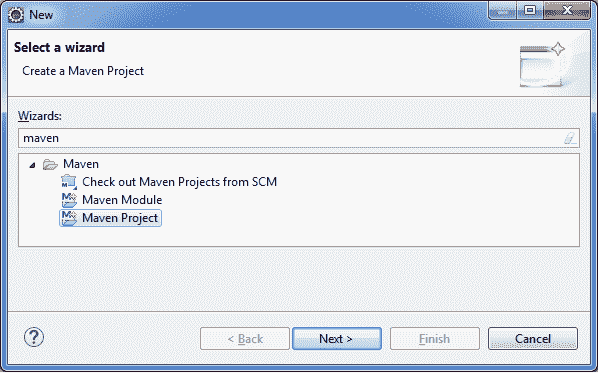 New
Select a wizard
Create a Maven Project
Wizards:
maven
Maven
Check out Maven Projects from SCM
Maven Module
Maven Project
? < Back Next > Finish Cancel